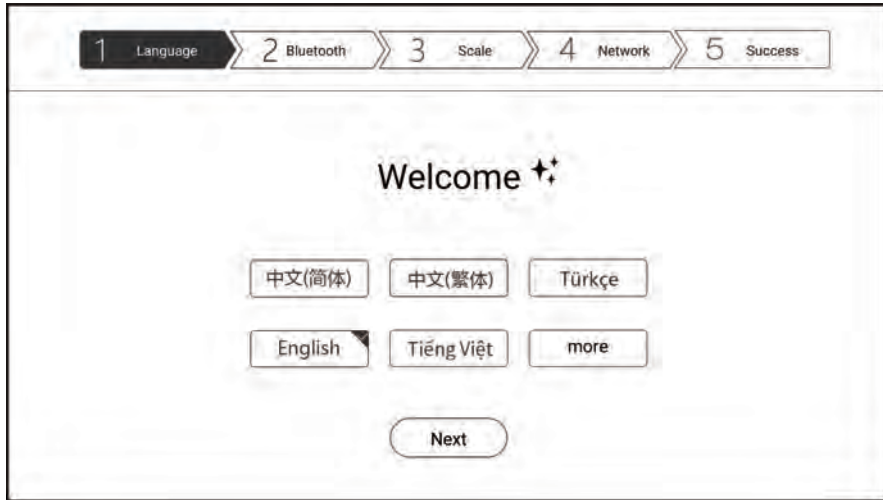 1 Language 2 Bluetooth 3 Scale 4 Network 5 Success
Welcome
中文(简体) 中文(繁体) Türkçe
English Tiếng Việt more
Next